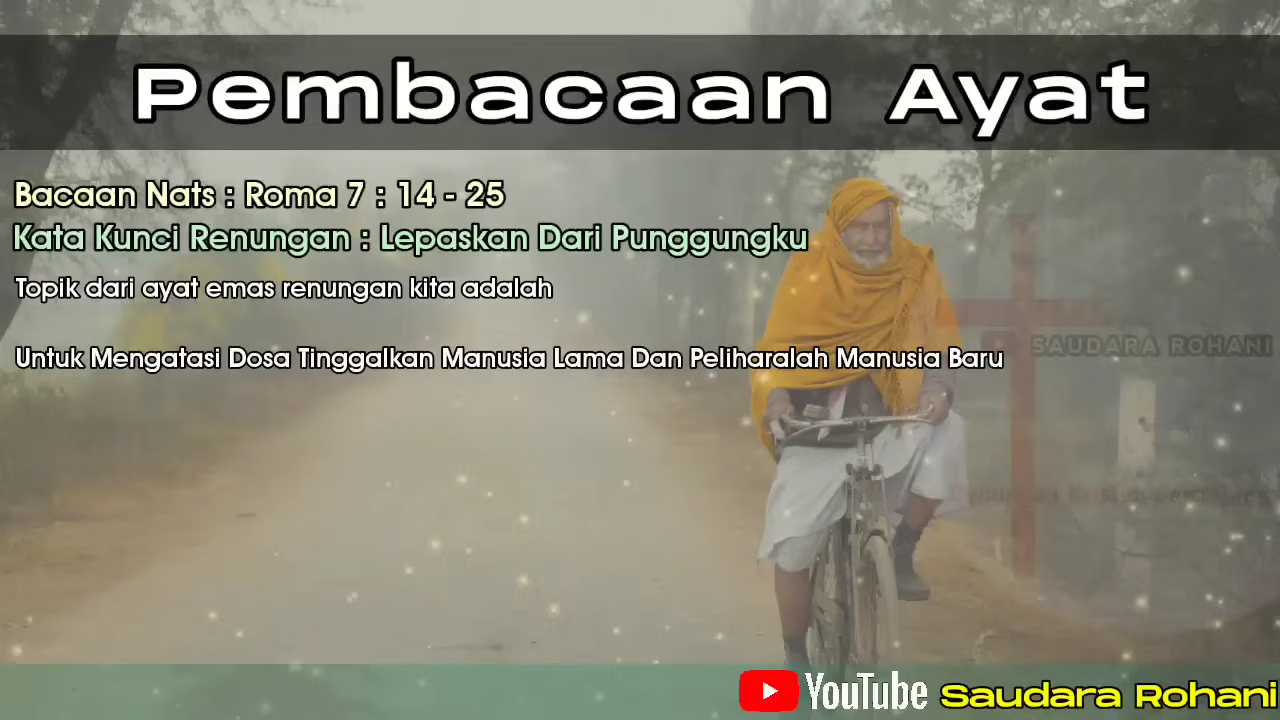 Pembacaan Ayat
Bacaan Nats : Roma 7 : 14 - 25
Kata Kunci Renungan : Lepaskan Dari Punggungku
Topik dari ayat emas renungan kita adalah
SAUDARA ROHANI
Untuk Mengatasi Dosa Tinggalkan Manusia Lama Dan Peliharalah Manusia Baru
YouTube Saudara Rohani